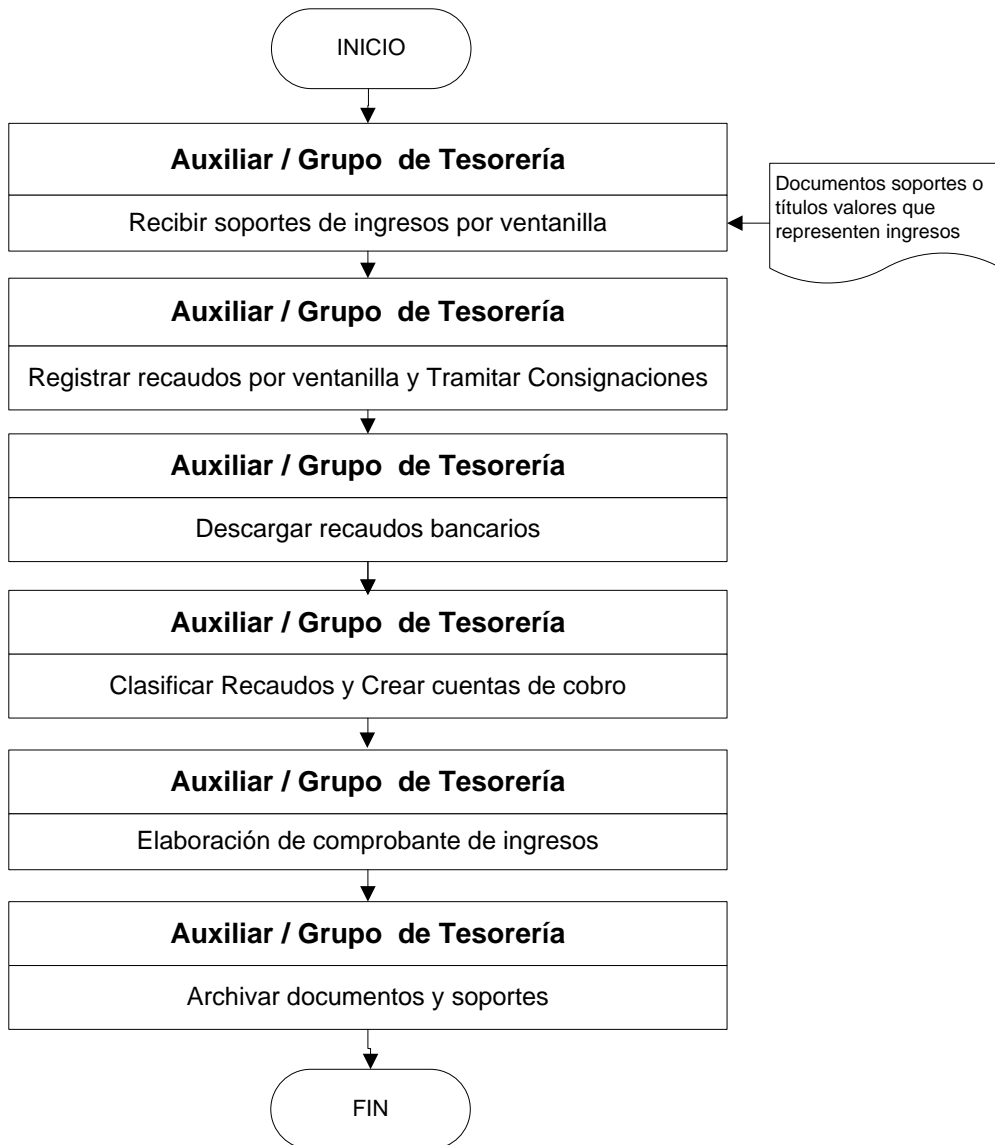 INICIO
Auxiliar / Grupo de Tesorería
Recibir soportes de ingresos por ventanilla
Documentos soportes o
títulos valores que
representen ingresos
Auxiliar / Grupo de Tesorería
Registrar recaudos por ventanilla y Tramitar Consignaciones
Auxiliar / Grupo de Tesorería
Descargar recaudos bancarios
Auxiliar / Grupo de Tesorería
Clasificar Recaudos y Crear cuentas de cobro
Auxiliar / Grupo de Tesorería
Elaboración de comprobante de ingresos
Auxiliar / Grupo de Tesorería
Archivar documentos y soportes
FIN